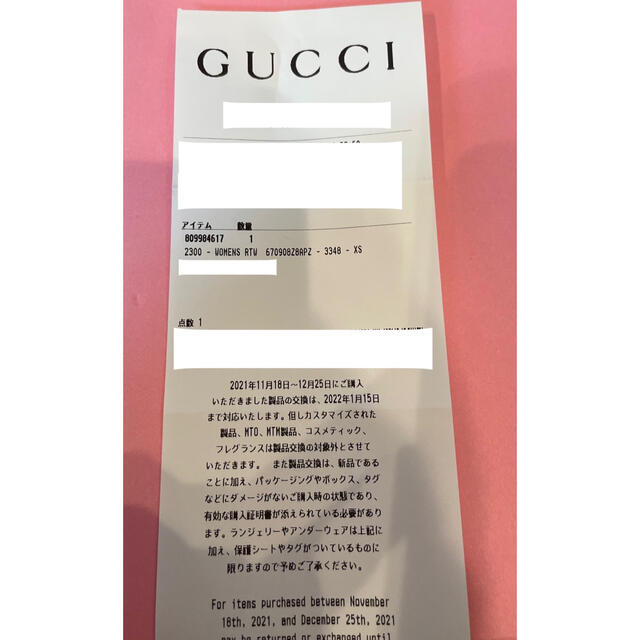 GUCCI
アイテム 数量
809984617 1
2300 - WOMENS RTW 670908Z8APZ - 3348 - XS
点数 1
2021年11月18日~12月25日にご購入
いただきました製品の交換は、2022年1月15日
まで対応いたします。但しカスタマイズされた
製品、MTO、MTM製品、コスメティック、
フレグランスは製品交換の対象外とさせて
いただきます。 また製品交換は、新品である
ことに加え、パッケージングやボックス、タグ
などにダメージがないご購入時の状態であり、
有効な購入証明書が添えられている必要があり
ます。ランジェリーやアンダーウェアは上記に
加え、保護シートやタグがついているものに
限りますので予めご了承ください。
For items purchased between November
18th, 2021, and December 25th, 2021
may be returned or exchanged until